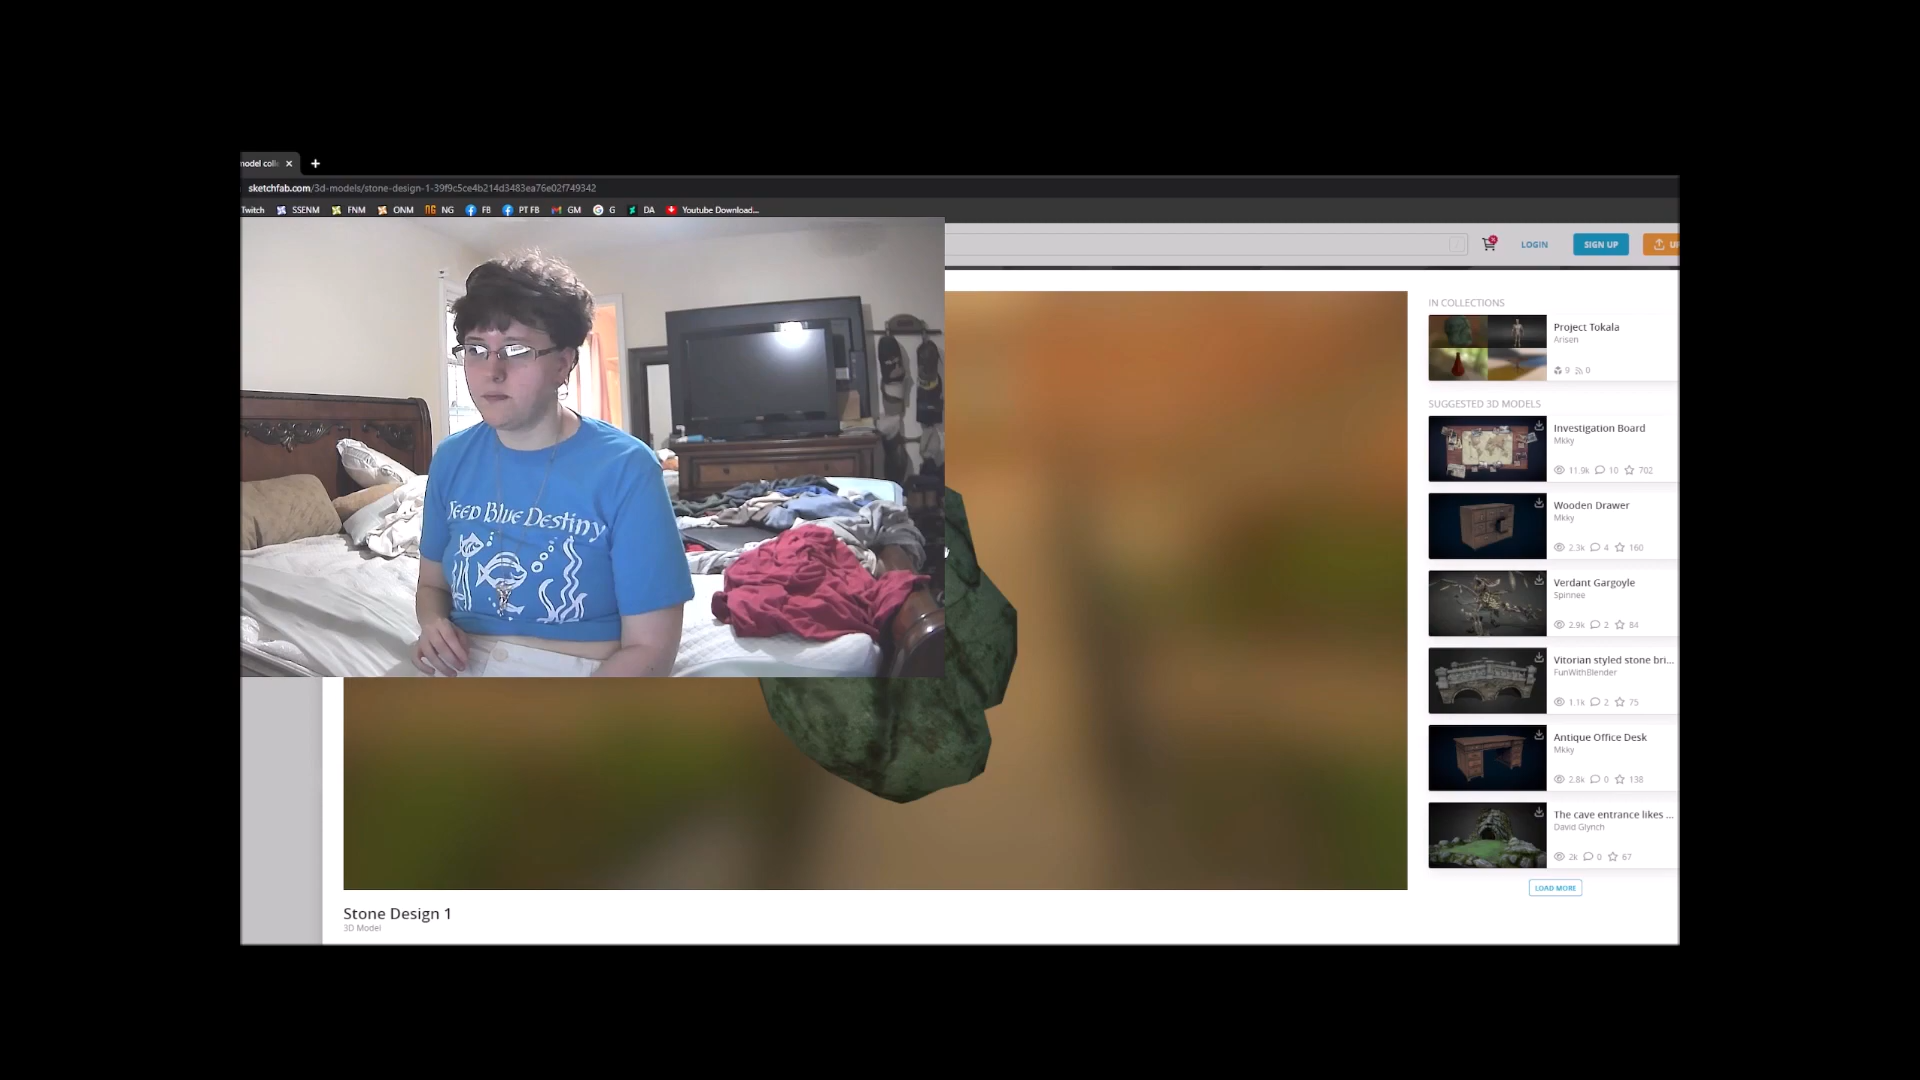 model coll
sketchfab.com/3d-models/stone-design-1-39f9c5ce4b214d3483ea76e02f749342
Twitch SSENM FNM ONM NG FB PT FB GM G DA Youtube Download...
LOGIN SIGN UP
Deep Blue Destiny
IN COLLECTIONS
Project Tokala
Arisen
9 0
SUGGESTED 3D MODELS
Investigation Board
Mkky
11.9k 10 702
Wooden Drawer
Mkky
2.3k 4 160
Verdant Gargoyle
Spinnee
2.9k 2 84
Vitorian styled stone bri...
FunWithBlender
1.1k 2 75
Antique Office Desk
Mkky
2.8k 0 138
The cave entrance likes ...
David Glynch
2k 0 67
LOAD MORE
Stone Design 1
3D Model